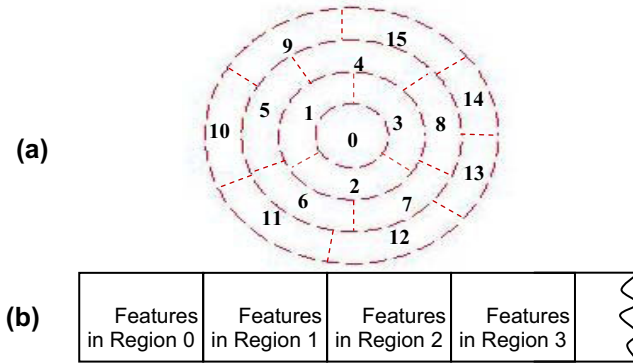 (a)
15
9
4
14
5
1
3
8
10
0
13
2
6
7
11
12
(b)
Features in Region 0
Features in Region 1
Features in Region 2
Features in Region 3